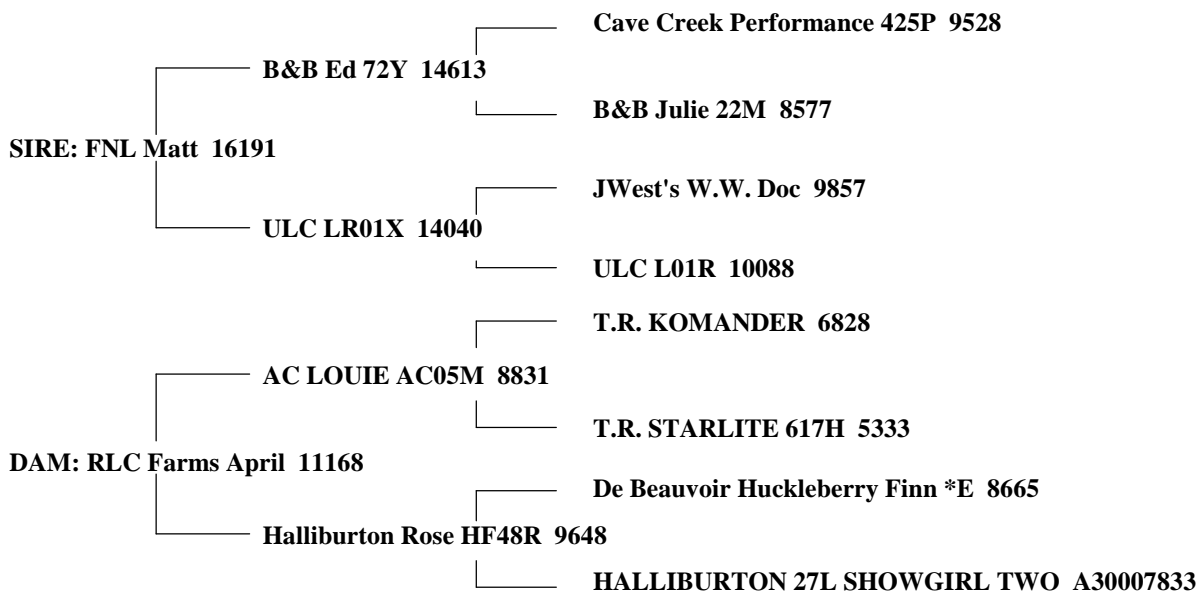 Cave Creek Performance 425P 9528
B&B Ed 72Y 14613
B&B Julie 22M 8577
SIRE: FNL Matt 16191
JWest's W.W. Doc 9857
ULC LR01X 14040
ULC L01R 10088
T.R. KOMANDER 6828
AC LOUIE AC05M 8831
T.R. STARLITE 617H 5333
DAM: RLC Farms April 11168
De Beauvoir Huckleberry Finn *E 8665
Halliburton Rose HF48R 9648
HALLIBURTON 27L SHOWGIRL TWO A30007833